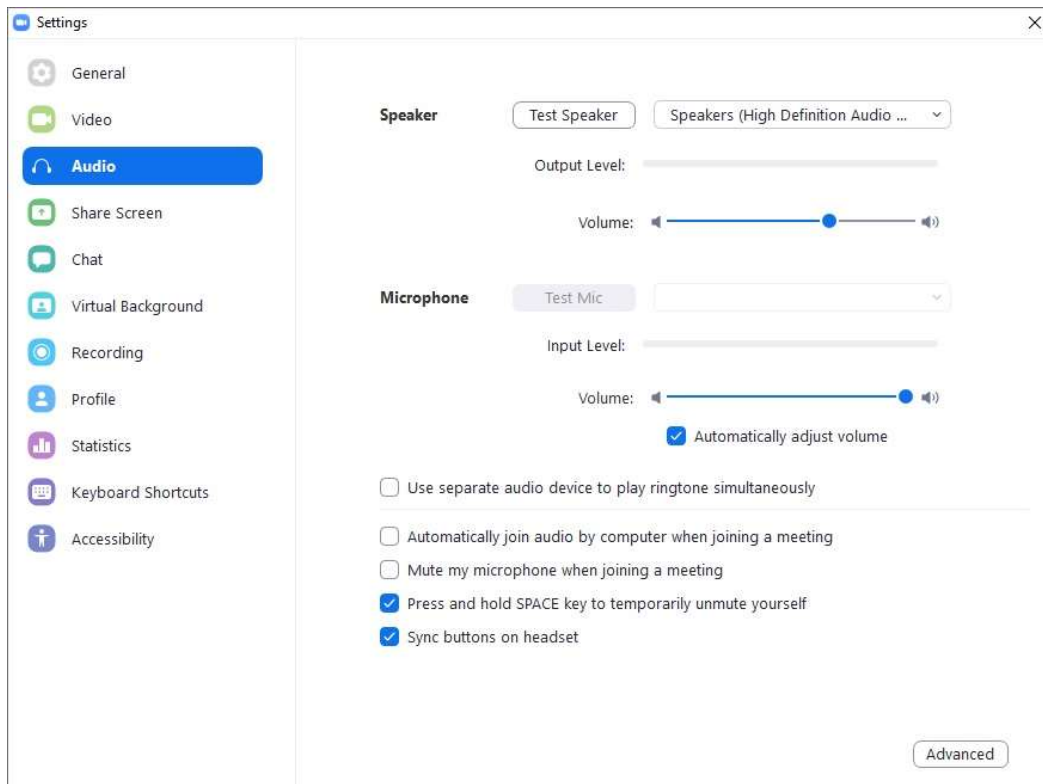 Settings
General
Video
Audio
Share Screen
Chat
Virtual Background
Recording
Profile
Statistics
Keyboard Shortcuts
Accessibility
Speaker Test Speaker Speakers (High Definition Audio ...
Output Level:
Volume:
Microphone Test Mic
Input Level:
Volume:
Automatically adjust volume
Use separate audio device to play ringtone simultaneously
Automatically join audio by computer when joining a meeting
Mute my microphone when joining a meeting
Press and hold SPACE key to temporarily unmute yourself
Sync buttons on headset
Advanced